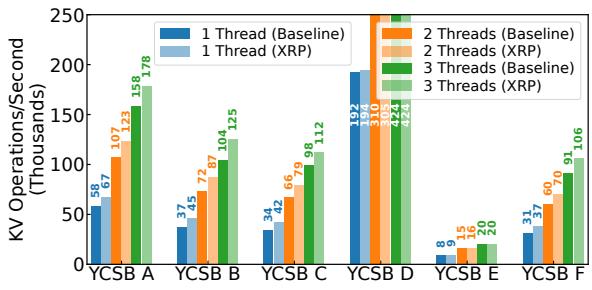 KV Operations/Second
(Thousands)
250
200
150
100
50
0
1 Thread (Baseline)
1 Thread (XRP)
2 Threads (Baseline)
2 Threads (XRP)
3 Threads (Baseline)
3 Threads (XRP)
58 67 107 123 158 178
37 45 72 87 104 125
34 42 66 79 98 112
192 194 310 305 424 424
8 9 15 16 20 20
31 37 60 70 91 106
YCSB A YCSB B YCSB C YCSB D YCSB E YCSB F